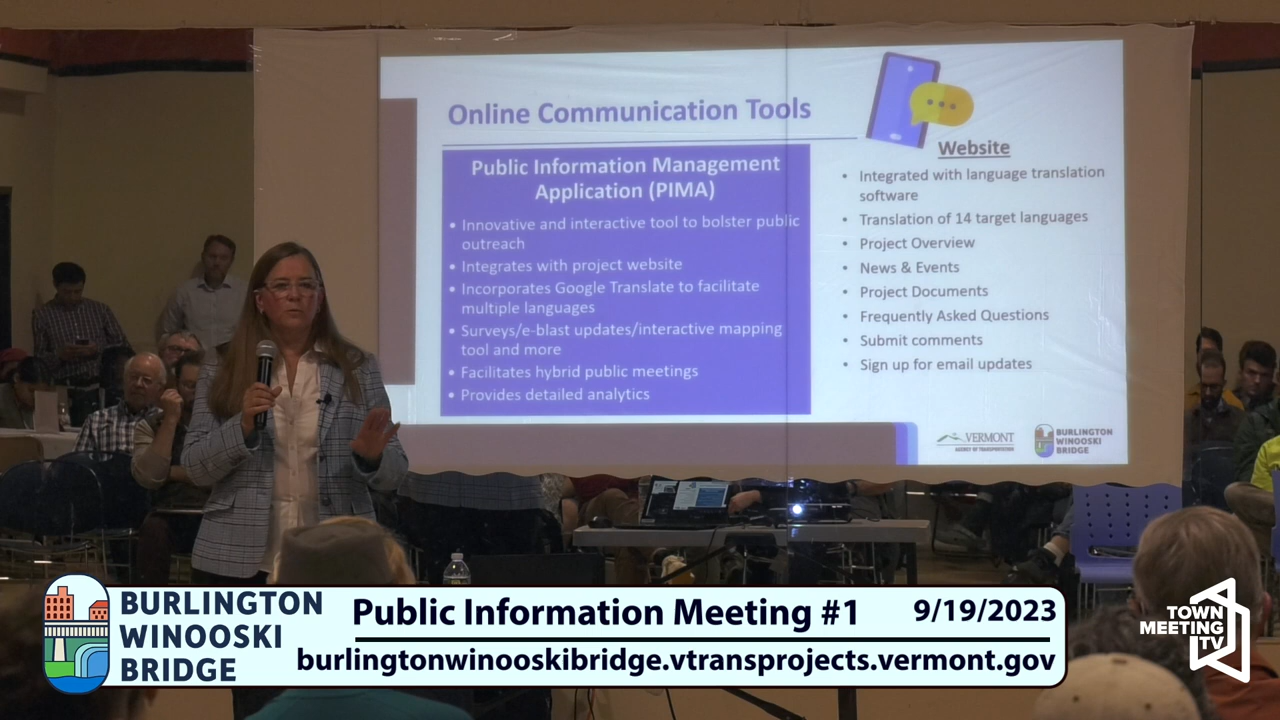 Online Communication Tools
Public Information Management
Application (PIMA)
• Innovative and interactive tool to bolster public
outreach
• Integrates with project website
• Incorporates Google Translate to facilitate
multiple languages
• Surveys/e-blast updates/interactive mapping
tool and more
• Facilitates hybrid public meetings
• Provides detailed analytics
Website
• Integrated with language translation
software
• Translation of 14 target languages
• Project Overview
• News & Events
• Project Documents
• Frequently Asked Questions
• Submit comments
• Sign up for email updates
VERMONT
AGENCY OF TRANSPORTATION
BURLINGTON
WINOOSKI
BRIDGE
BURLINGTON
WINOOSKI
BRIDGE
Public Information Meeting #1 9/19/2023
burlingtonwinooskibridge.vtransprojects.vermont.gov
TOWN
MEETING
TV